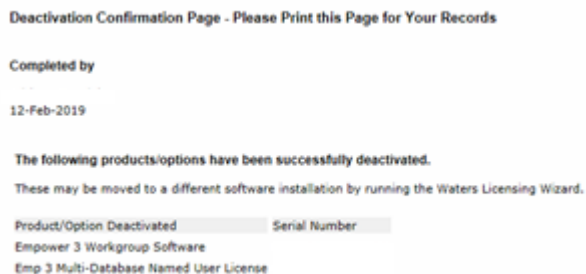 Deactivation Confirmation Page - Please Print this Page for Your Records
Completed by
12-Feb-2019
The following products/options have been successfully deactivated.
These may be moved to a different software installation by running the Waters Licensing Wizard.
Product/Option Deactivated Serial Number
Empower 3 Workgroup Software
Emp 3 Multi-Database Named User License